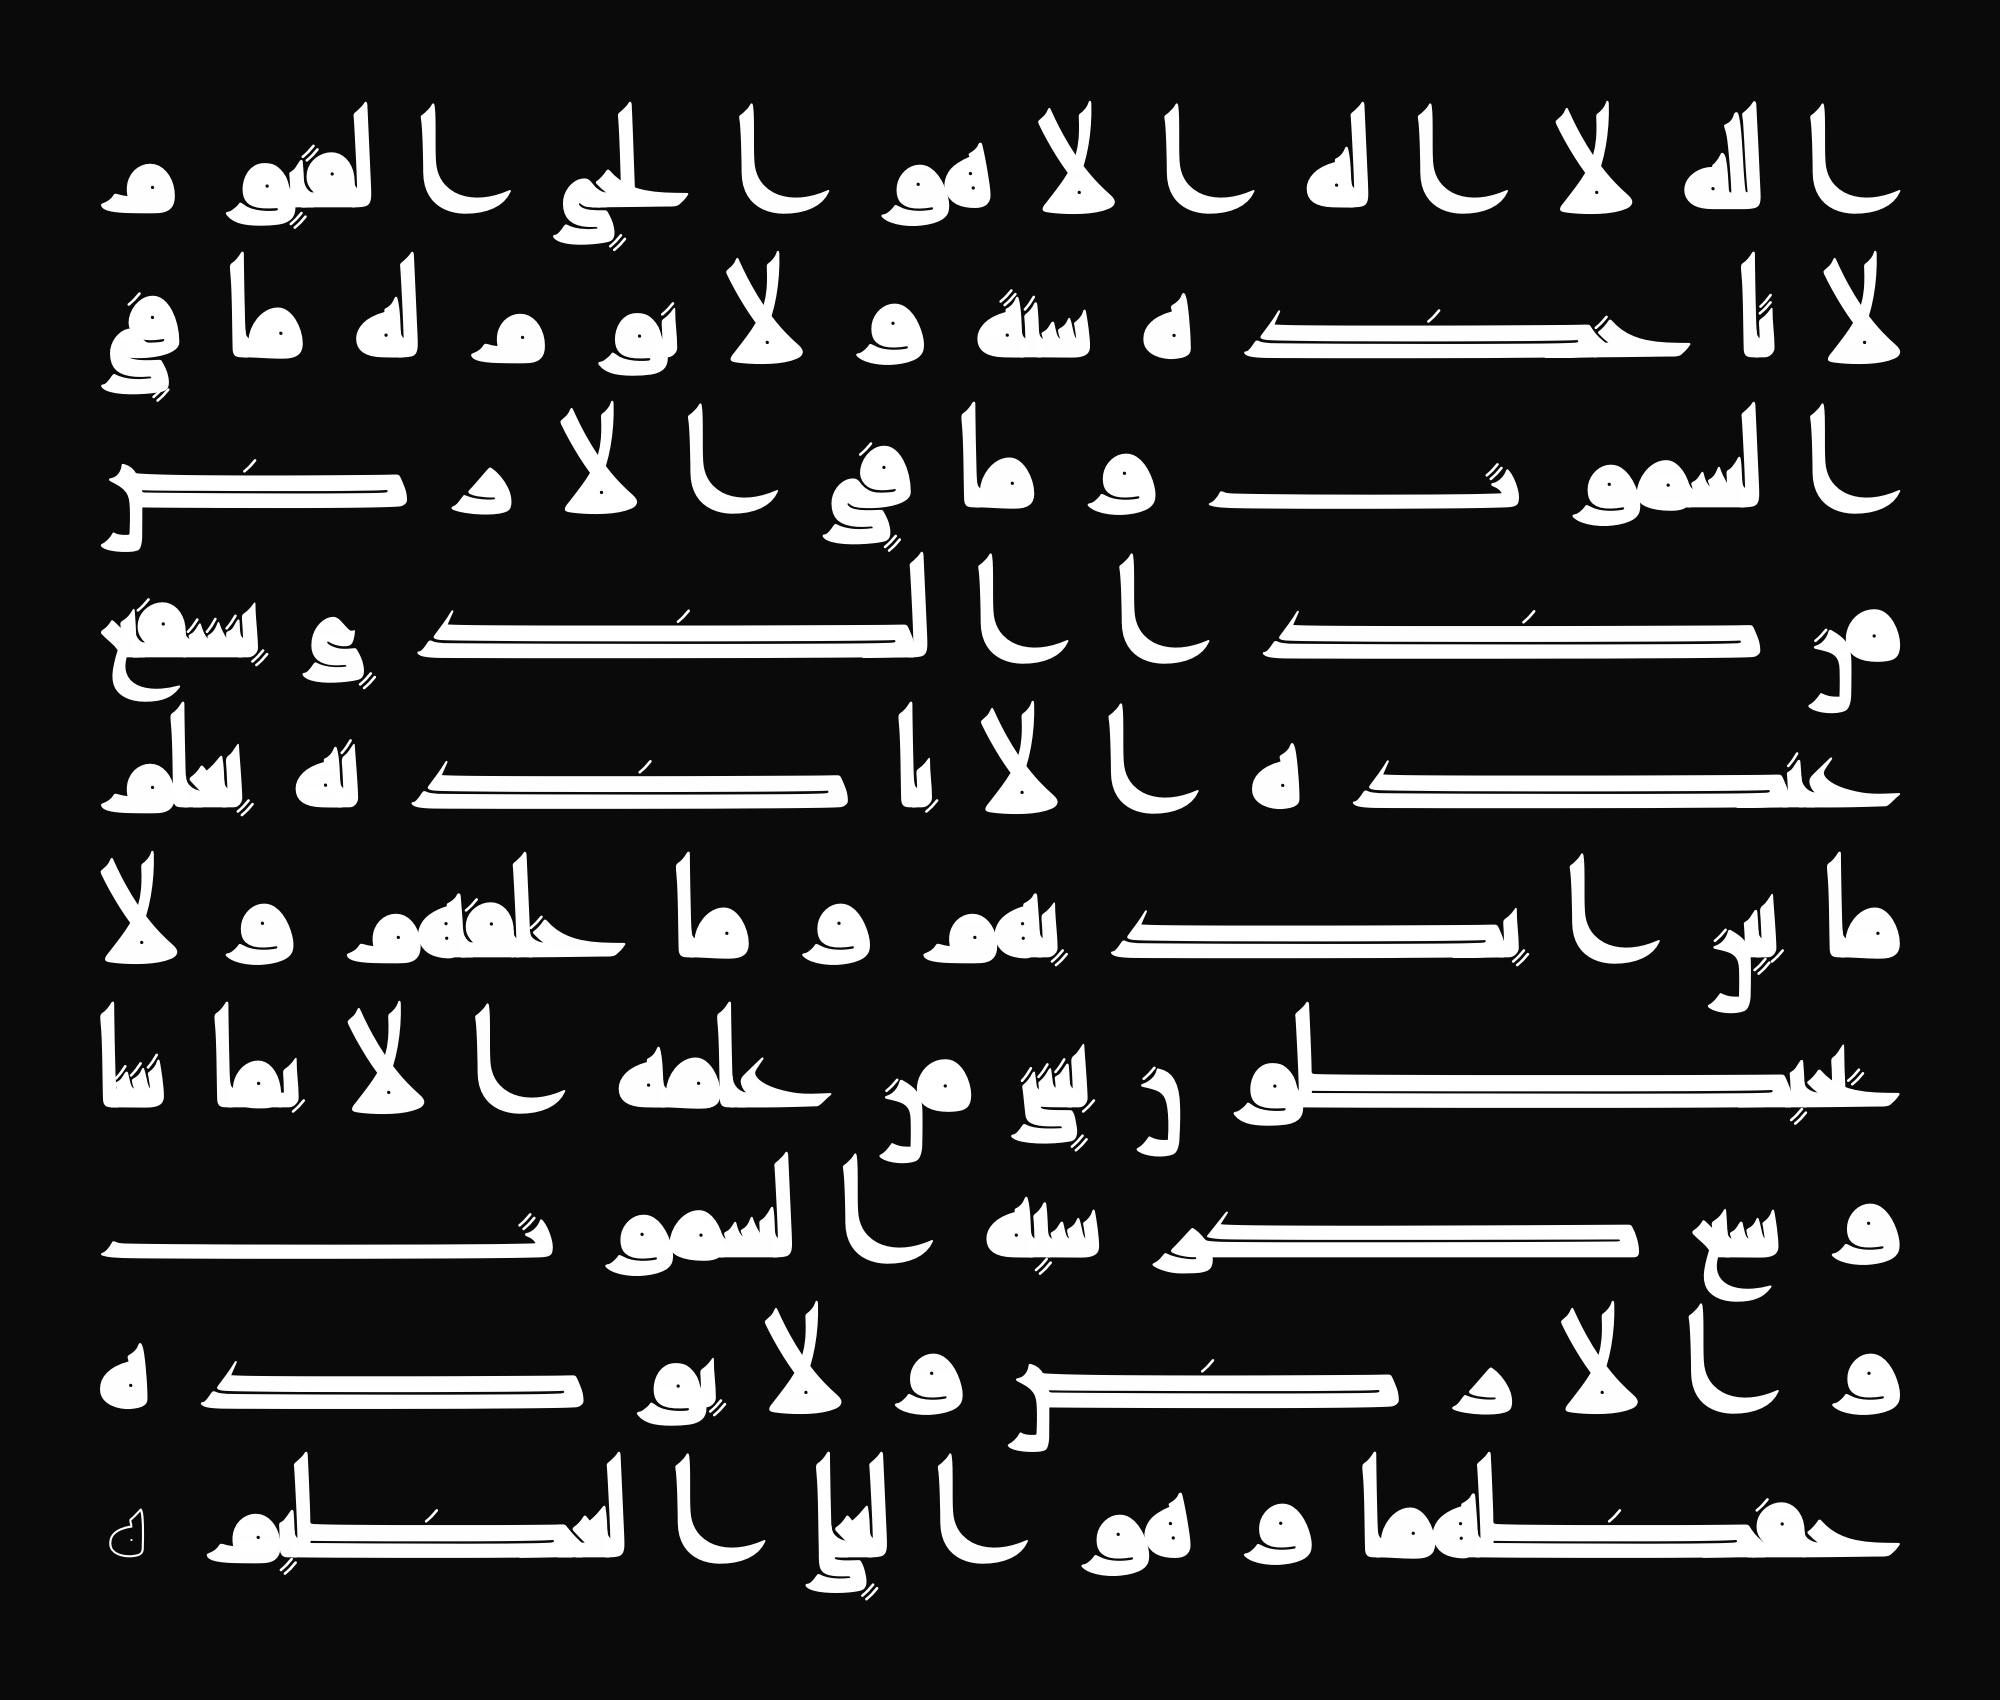 الله لا اله الا هو الحي القيوم
لا تاخذه سنة ولا نوم له ما في
السموت وما في الارض
من ذا الذي يشفع
عنده الا باذنه يعلم
ما بين ايديهم وما خلفهم ولا
يحيطون بشي من علمه الا بما شا
وسع كرسيه السموت
والارض ولا يوده
حفظهما وهو العلي العظيم